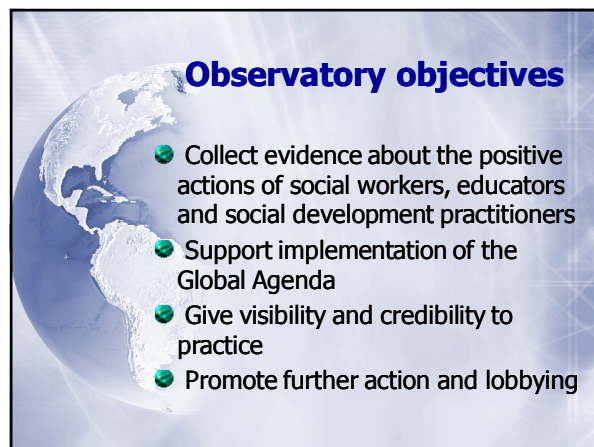 Observatory objectives
Collect evidence about the positive
actions of social workers, educators
and social development practitioners
Support implementation of the
Global Agenda
Give visibility and credibility to
practice
Promote further action and lobbying